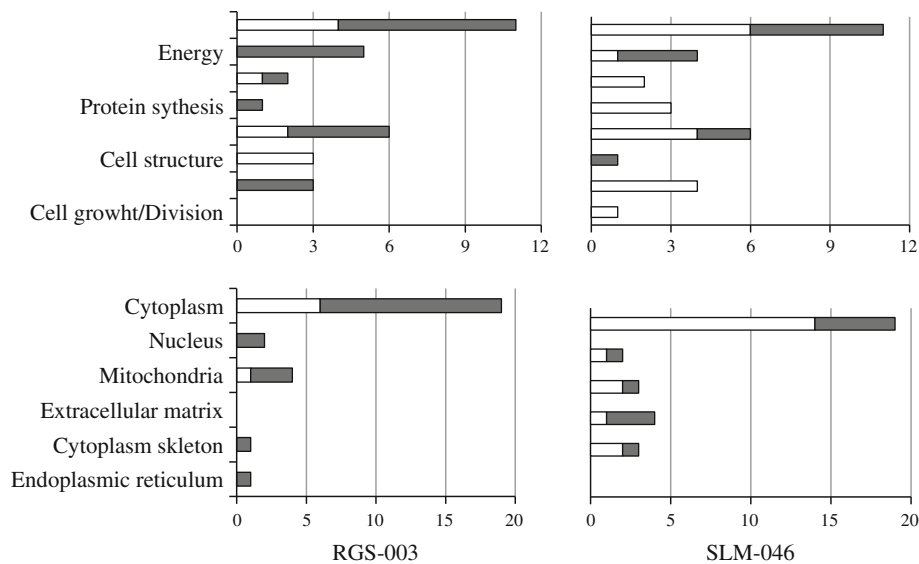 Energy
Protein sythesis
Cell structure
Cell growht/Division
0 3 6 9 12
0 3 6 9 12
Cytoplasm
Nucleus
Mitochondria
Extracellular matrix
Cytoplasm skleton
Endoplasmic reticulum
0 5 10 15 20
0 5 10 15 20
RGS-003
SLM-046